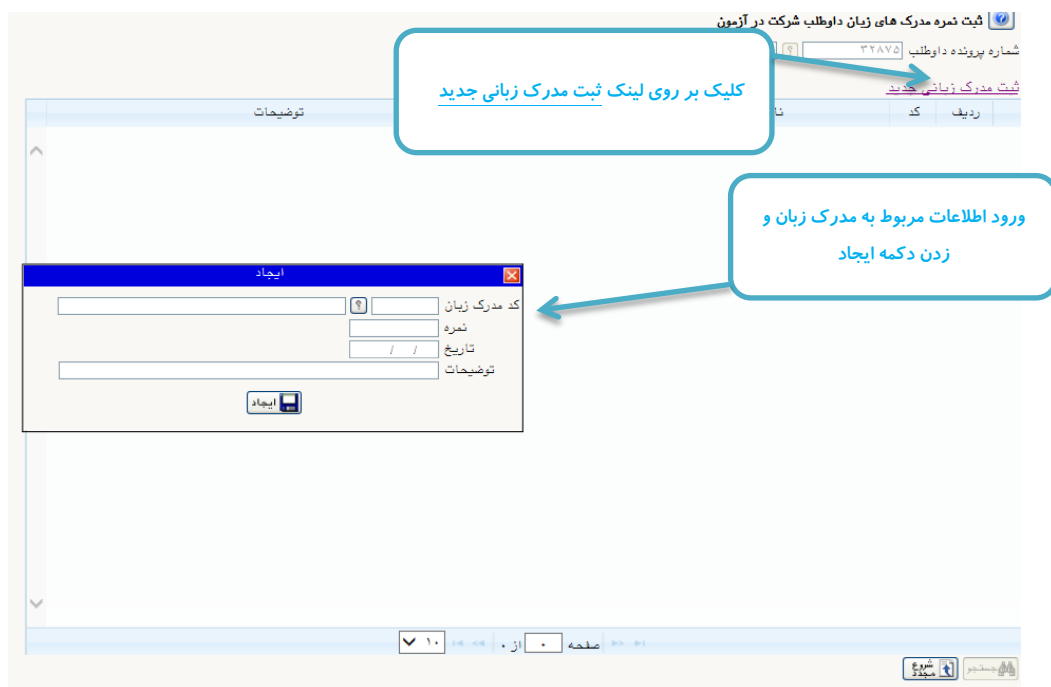 ثبت نمره مدرک های زبان داوطلب شرکت در آزمون
شماره پرونده داوطلب ۳۲۸۷۵ ؟
کلیک بر روی لینک ثبت مدرک زبانی جدید
ثبت مدرک زبانی جدید
ردیف کد توضیحات
ورود اطلاعات مربوط به مدرک زبان و
زدن دکمه ایجاد
ایجاد
کد مدرک زبان ؟
نمره
تاریخ / /
توضیحات
ایجاد
صفحه ۰ از ۰ ۱۰
جستجو شروع مجدد